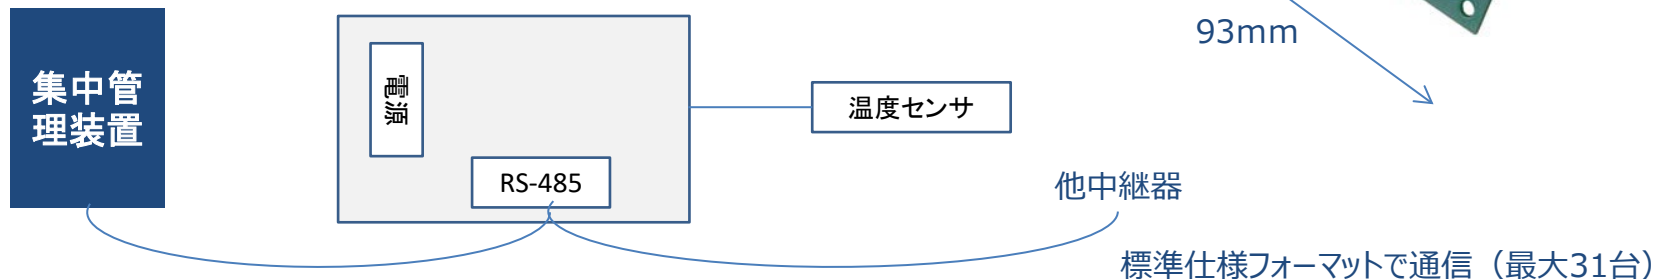 93mm
集中管
理装置
電源
温度センサ
RS-485
他中継器
標準仕様フォーマットで通信（最大31台）